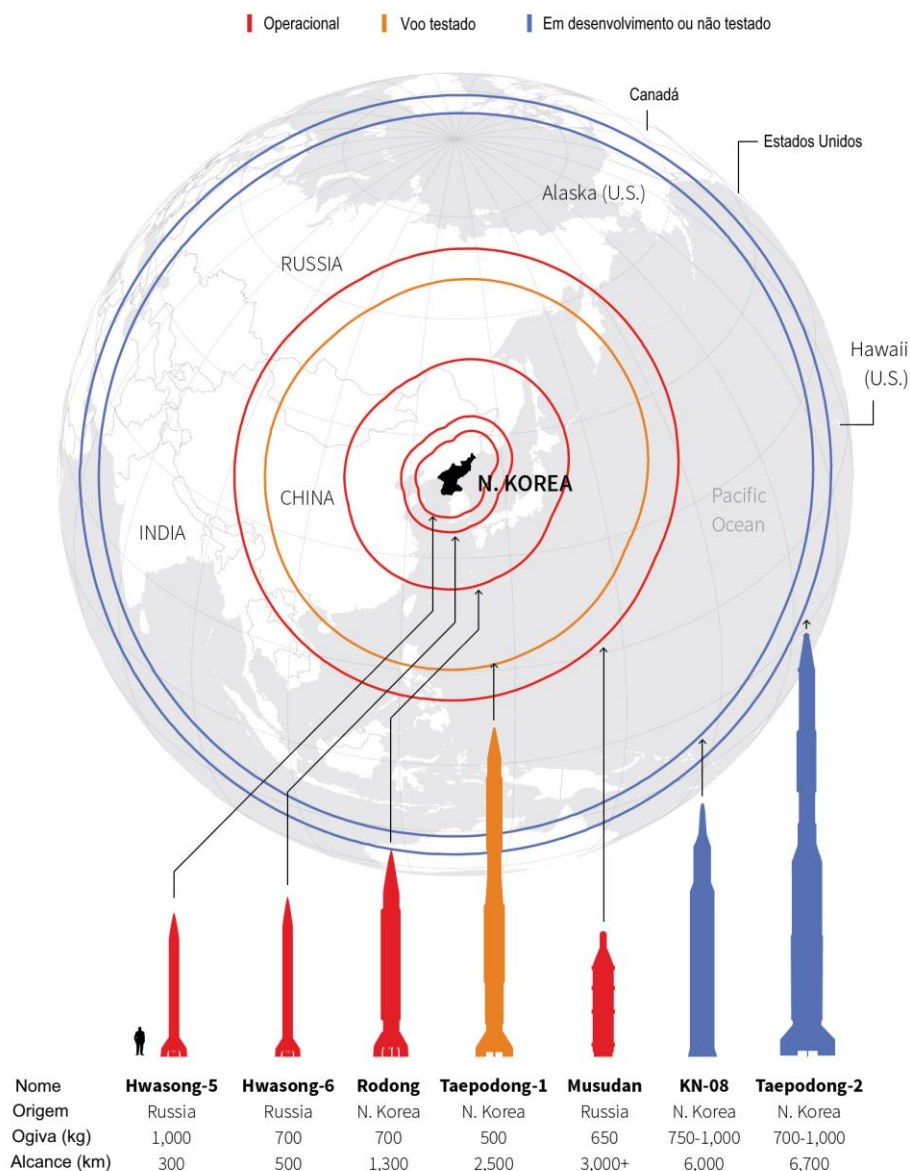 Operacional Voo testado Em desenvolvimento ou não testado
Canadá
Estados Unidos
Alaska (U.S.)
RUSSIA
Hawaii
(U.S.)
N. KOREA
CHINA
Pacific
Ocean
INDIA
Nome Hwasong-5 Hwasong-6 Rodong Taepodong-1 Musudan KN-08 Taepodong-2
Origem Russia Russia N. Korea N. Korea Russia N. Korea N. Korea
Ogiva (kg) 1,000 700 700 500 650 750-1,000 700-1,000
Alcance (km) 300 500 1,300 2,500 3,000+ 6,000 6,700